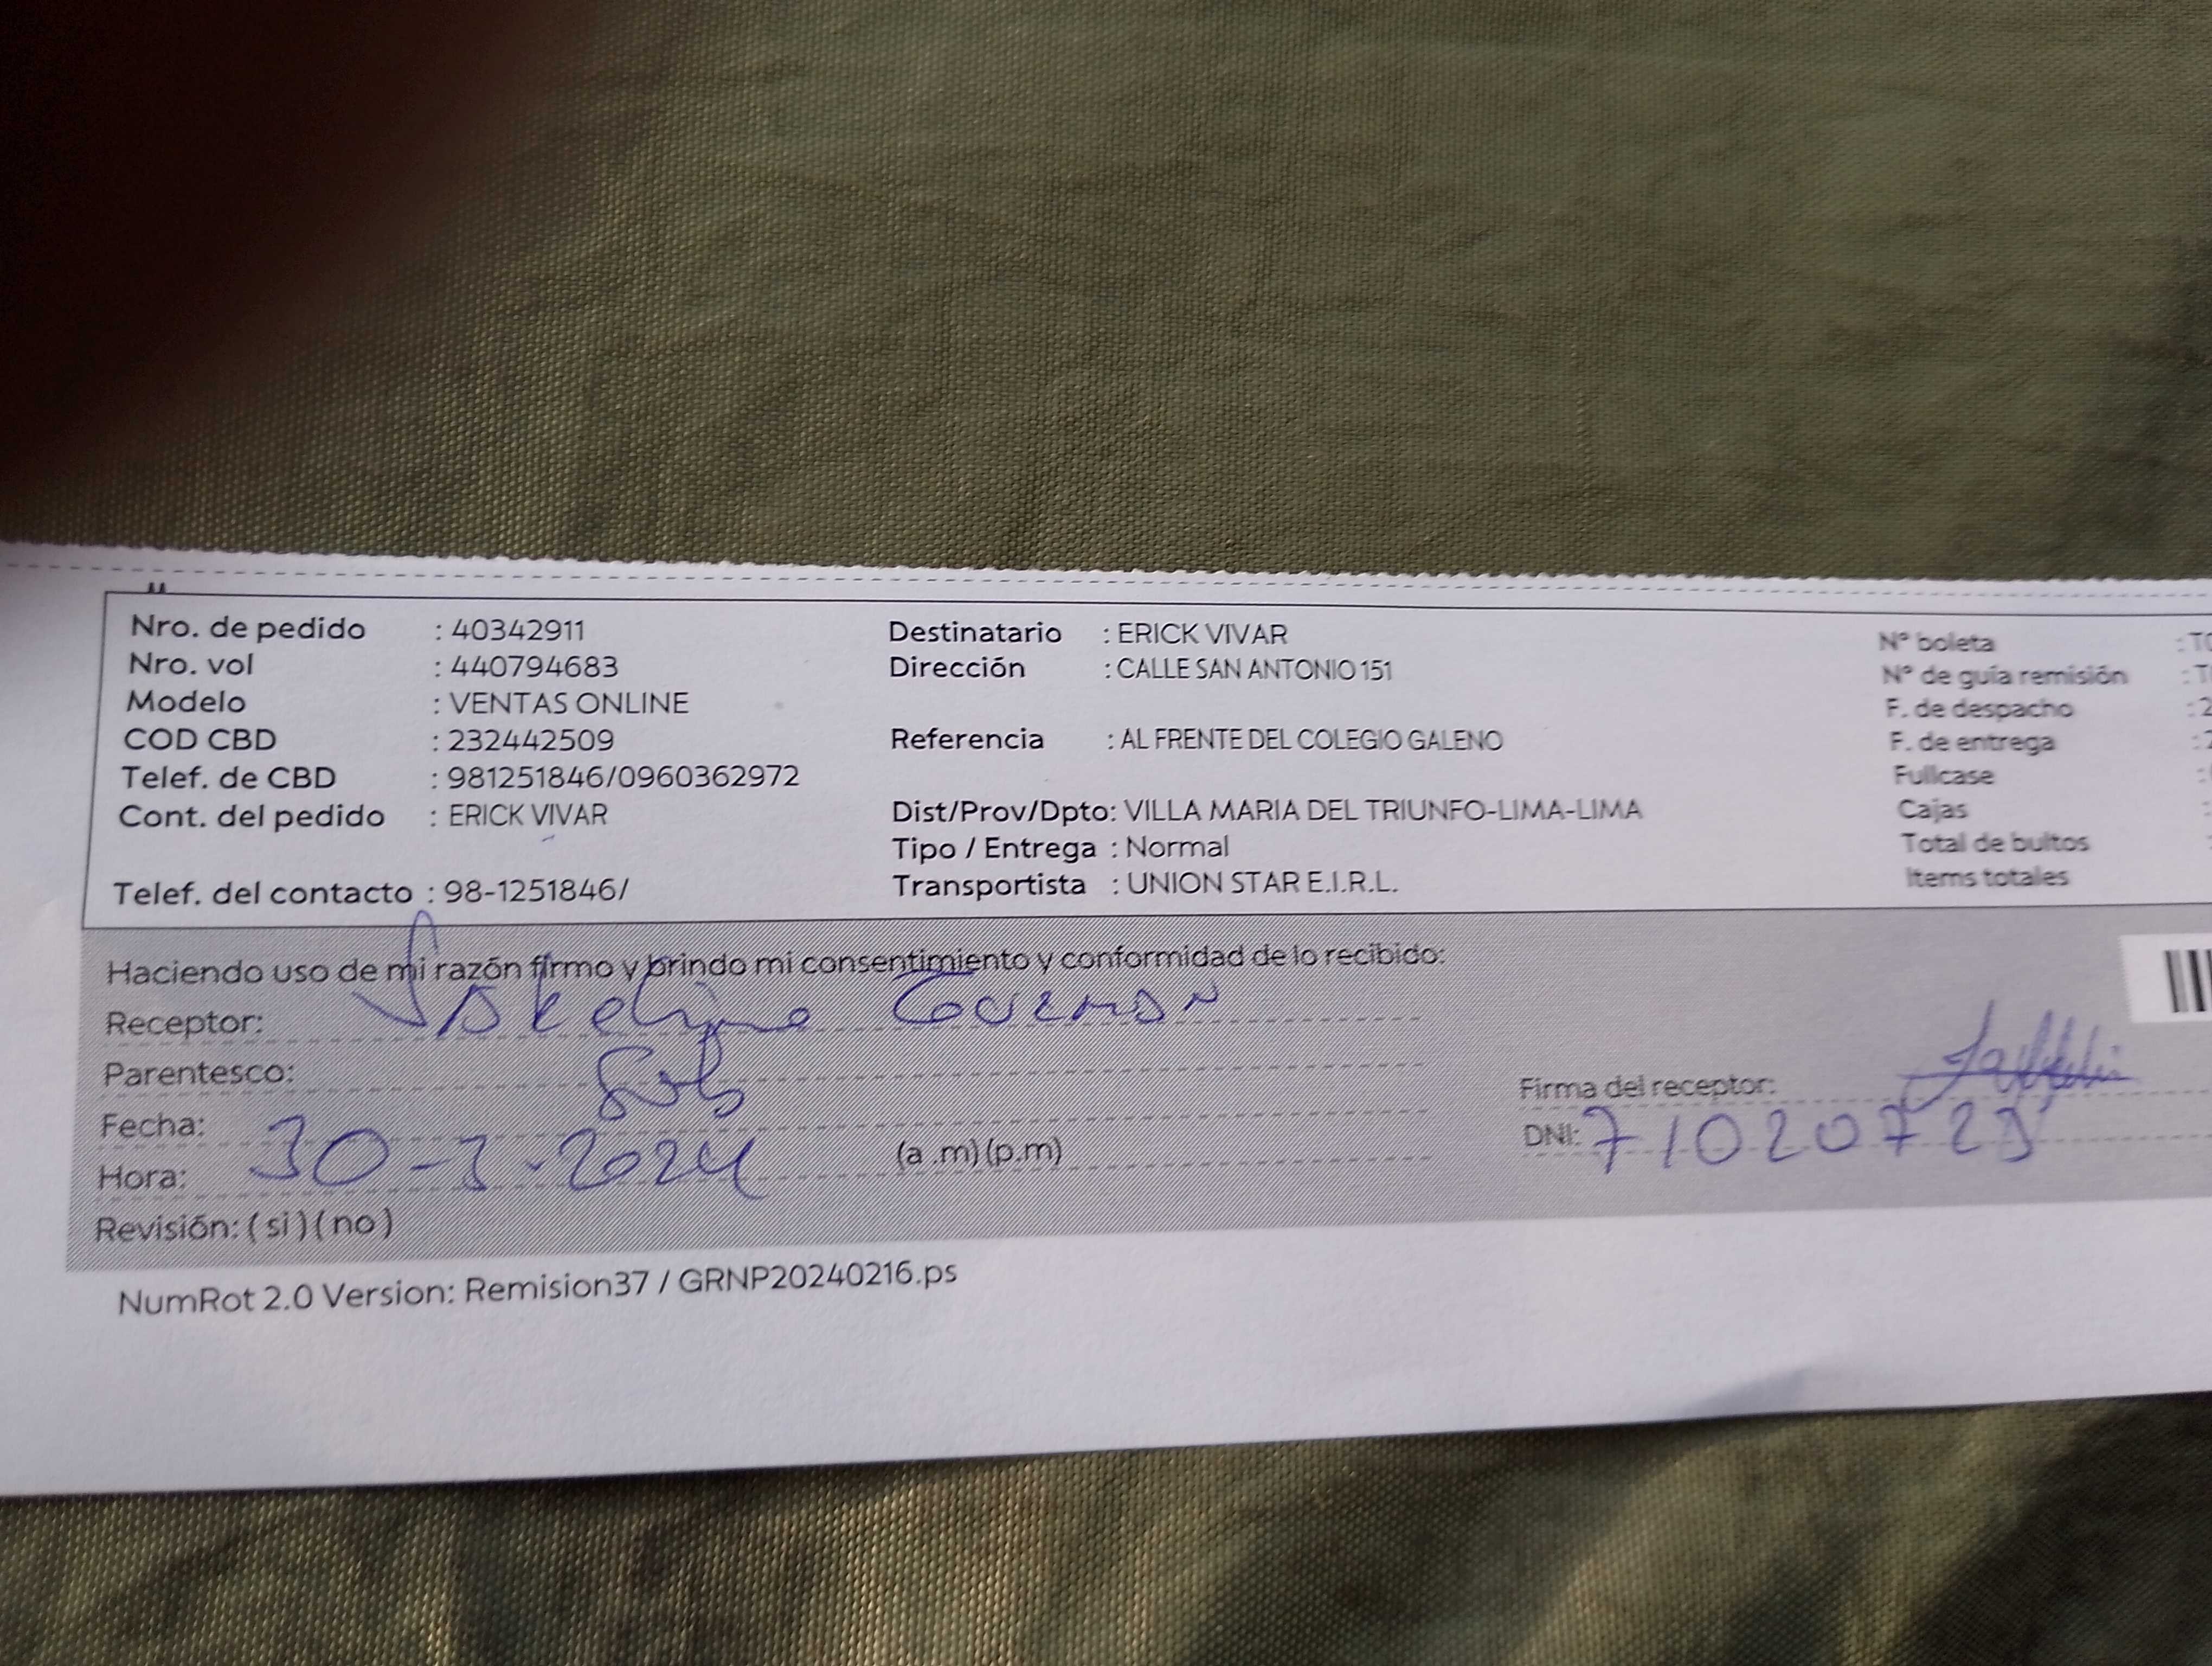 Nro. de pedido : 40342911
Nro. vol : 440794683
Modelo : VENTAS ONLINE
COD CBD : 232442509
Telef. de CBD : 981251846/0960362972
Cont. del pedido : ERICK VIVAR
Telef. del contacto : 98-1251846/
Destinatario : ERICK VIVAR
Dirección : CALLE SAN ANTONIO 151
Referencia : AL FRENTE DEL COLEGIO GALENO
Dist/Prov/Dpto: VILLA MARIA DEL TRIUNFO-LIMA-LIMA
Tipo / Entrega : Normal
Transportista : UNION STAR E.I.R.L.
N° boleta
N° de guía remisión
F. de despacho
F. de entrega
Fullcase
Cajas
Total de bultos
Items totales
Haciendo uso de mi razón firmo y brindo mi consentimiento y conformidad de lo recibido:
Receptor: Jakeline Guzman
Parentesco:
Fecha:
Hora: 30-3-2024 (a .m) (p.m)
Revisión: ( si ) ( no )
Firma del receptor:
DNI: 71020729
NumRot 2.0 Version: Remision37 / GRNP20240216.ps